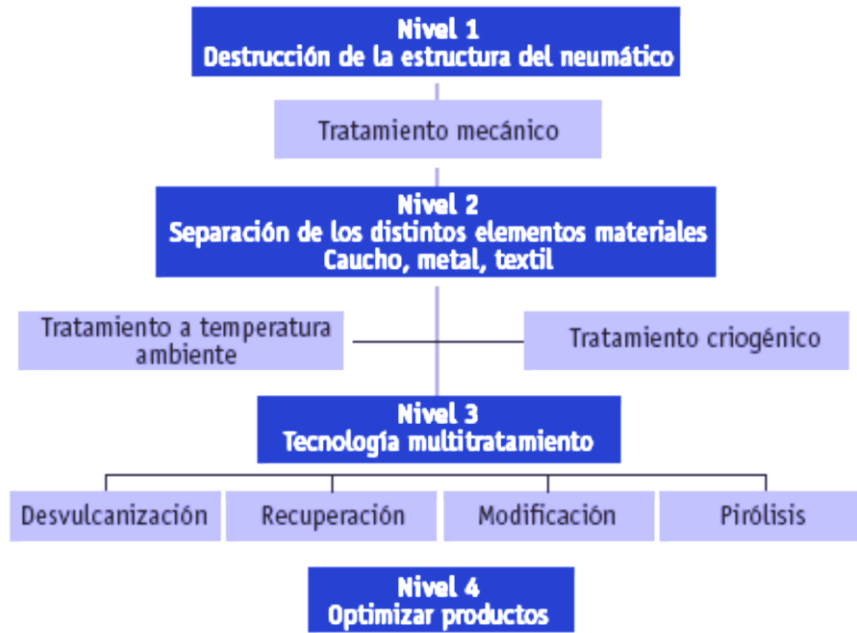 Nivel 1
Destrucción de la estructura del neumático
Tratamiento mecánico
Nivel 2
Separación de los distintos elementos materiales
Caucho, metal, textil
Tratamiento a temperatura
ambiente
Tratamiento criogénico
Nivel 3
Tecnología multitratamiento
Desvulcanización
Recuperación
Modificación
Pirólisis
Nivel 4
Optimizar productos